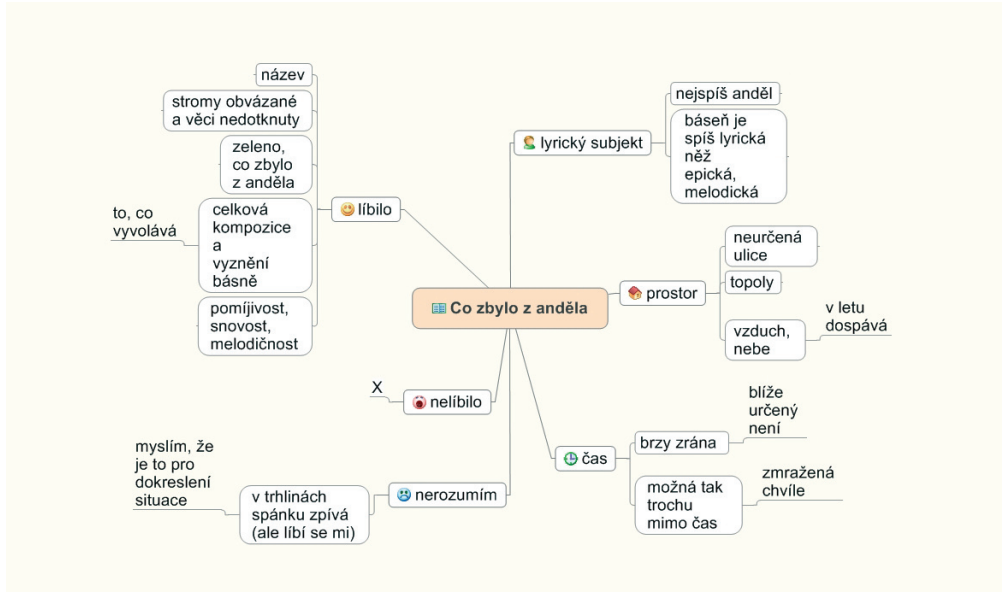 Co zbylo z anděla
líbilo
název
stromy obvázané
a věci nedotknuty
zeleno,
co zbylo
z anděla
celková
kompozice
a
vyznění
básně
to, co
vyvolává
pomíjivost,
snovost,
melodičnost
nelíbilo
X
nerozumím
v trhlinách
spánku zpívá
(ale líbí se mi)
myslím, že
je to pro
dokreslení
situace
lyrický subjekt
nejspíš anděl
báseň je
spíš lyrická
něž
epická,
melodická
prostor
neurčená
ulice
topoly
vzduch,
nebe
v letu
dospává
čas
brzy zrána
blíže
určený
není
možná tak
trochu
mimo čas
zmražená
chvíle